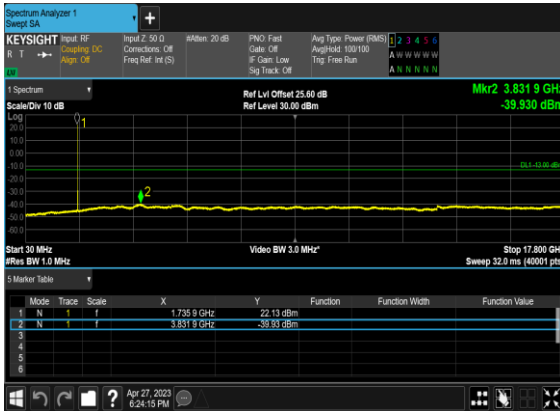 Spectrum Analyzer 1
Swept SA
KEYSIGHT Input: RF Input Z: 50 Ω #Atten: 20 dB PNO: Fast Avg Type: Power (RMS) 1 2 3 4 5 6
R T Coupling: DC Corrections: Off Gate: Off Avg|Hold: 100/100 A W W W W W
Align: Off Freq Ref: Int (S) IF Gain: Low Trig: Free Run
Sig Track: Off A N N N N N
1 Spectrum Ref Lvl Offset 25.60 dB Mkr2 3.831 9 GHz
Scale/Div 10 dB Ref Level 30.00 dBm -39.930 dBm
Log
20.0 1
10.0
0.00
-10.0 DL1 -13.00 dBm
-20.0
-30.0 2
-40.0
-50.0
-60.0
Start 30 MHz Video BW 3.0 MHz* Stop 17.800 GHz
#Res BW 1.0 MHz Sweep 32.0 ms (40001 pts)
5 Marker Table
Mode Trace Scale X Y Function Function Width Function Value
1 N 1 f 1.735 9 GHz 22.13 dBm
2 N 1 f 3.831 9 GHz -39.93 dBm
3
4
5
6
? Apr 27, 2023
6:24:15 PM